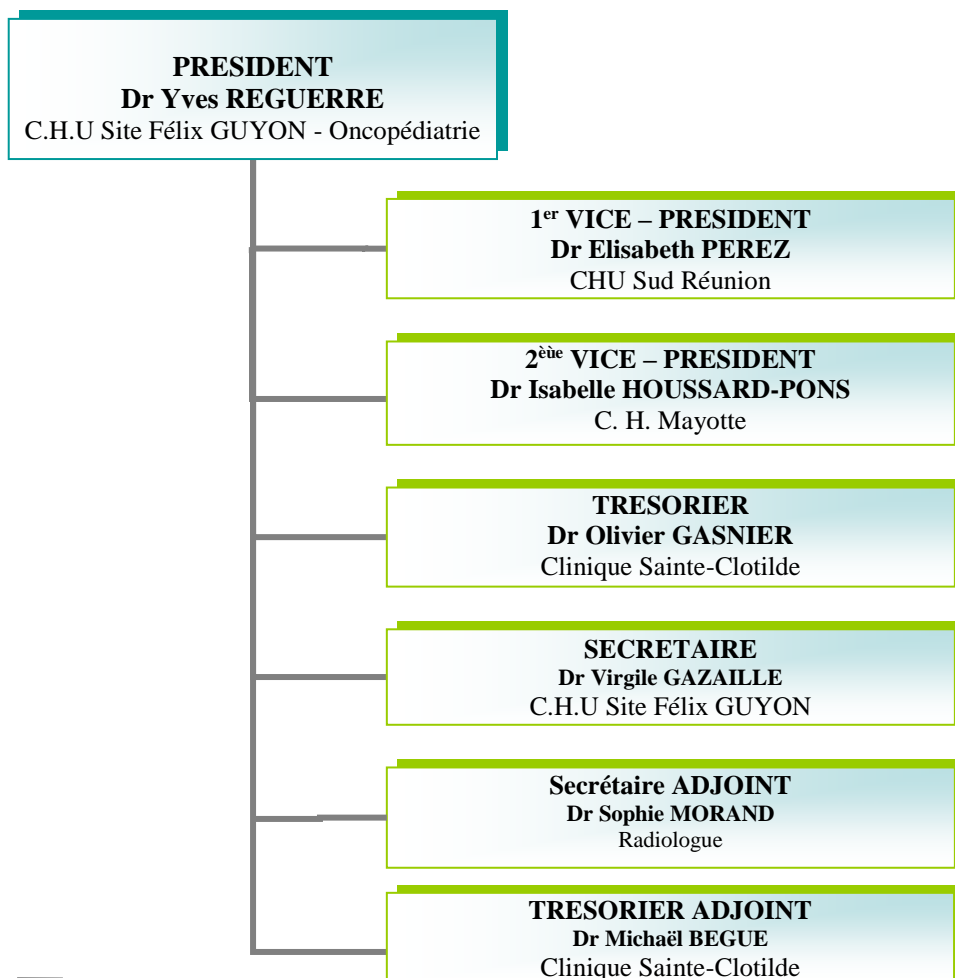 PRESIDENT
Dr Yves REGUERRE
C.H.U Site Félix GUYON - Oncopédiatrie
1er VICE – PRESIDENT
Dr Elisabeth PEREZ
CHU Sud Réunion
2èùe VICE – PRESIDENT
Dr Isabelle HOUSSARD-PONS
C. H. Mayotte
TRESORIER
Dr Olivier GASNIER
Clinique Sainte-Clotilde
SECRETAIRE
Dr Virgile GAZAILLE
C.H.U Site Félix GUYON
Secrétaire ADJOINT
Dr Sophie MORAND
Radiologue
TRESORIER ADJOINT
Dr Michaël BEGUE
Clinique Sainte-Clotilde